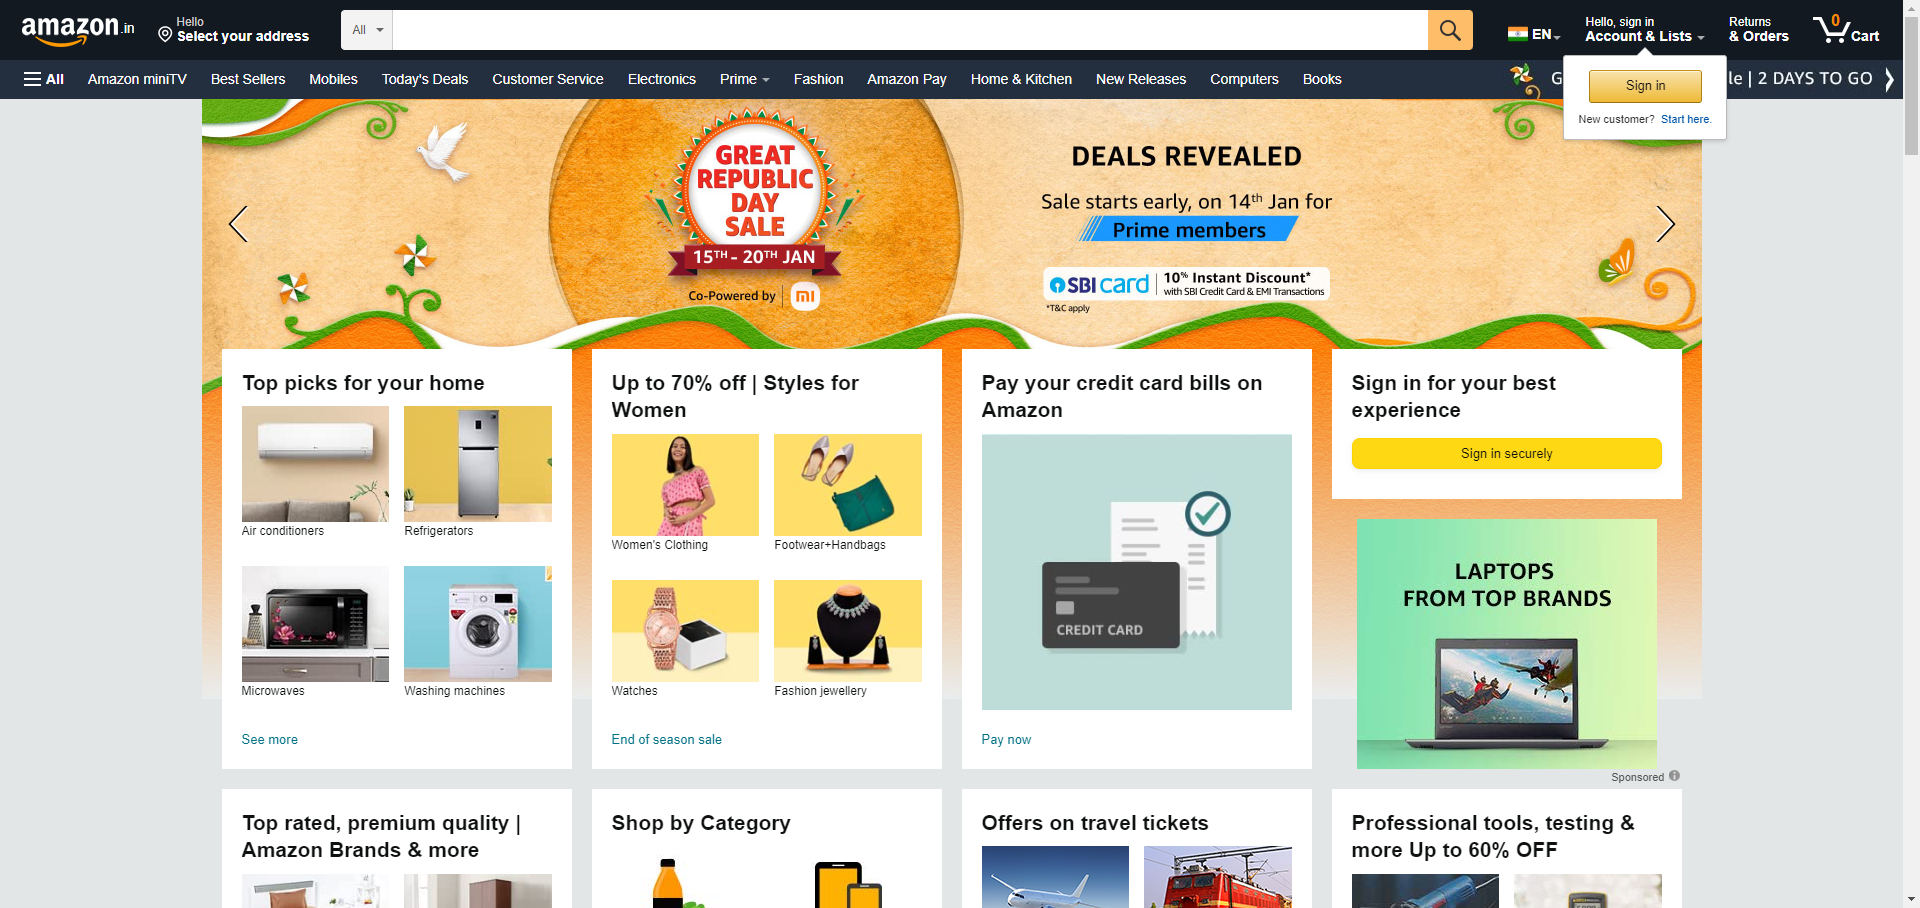 amazon.in
Hello
Select your address
All
EN
Hello, sign in
Account & Lists
Returns
& Orders
0
Cart
All
Amazon miniTV
Best Sellers
Mobiles
Today's Deals
Customer Service
Electronics
Prime
Fashion
Amazon Pay
Home & Kitchen
New Releases
Computers
Books
G
le | 2 DAYS TO GO
Sign in
New customer? Start here.
GREAT
REPUBLIC
DAY
SALE
15TH - 20TH JAN
Co-Powered by
mi
DEALS REVEALED
Sale starts early, on 14th Jan for
Prime members
SBI card
10% Instant Discount*
with SBI Credit Card & EMI Transactions
*T&C apply
Top picks for your home
Air conditioners
Refrigerators
Microwaves
Washing machines
See more
Up to 70% off | Styles for
Women
Women's Clothing
Footwear+Handbags
Watches
Fashion jewellery
End of season sale
Pay your credit card bills on
Amazon
CREDIT CARD
Pay now
Sign in for your best
experience
Sign in securely
LAPTOPS
FROM TOP BRANDS
Sponsored
Top rated, premium quality |
Amazon Brands & more
Shop by Category
Offers on travel tickets
Professional tools, testing &
more Up to 60% OFF